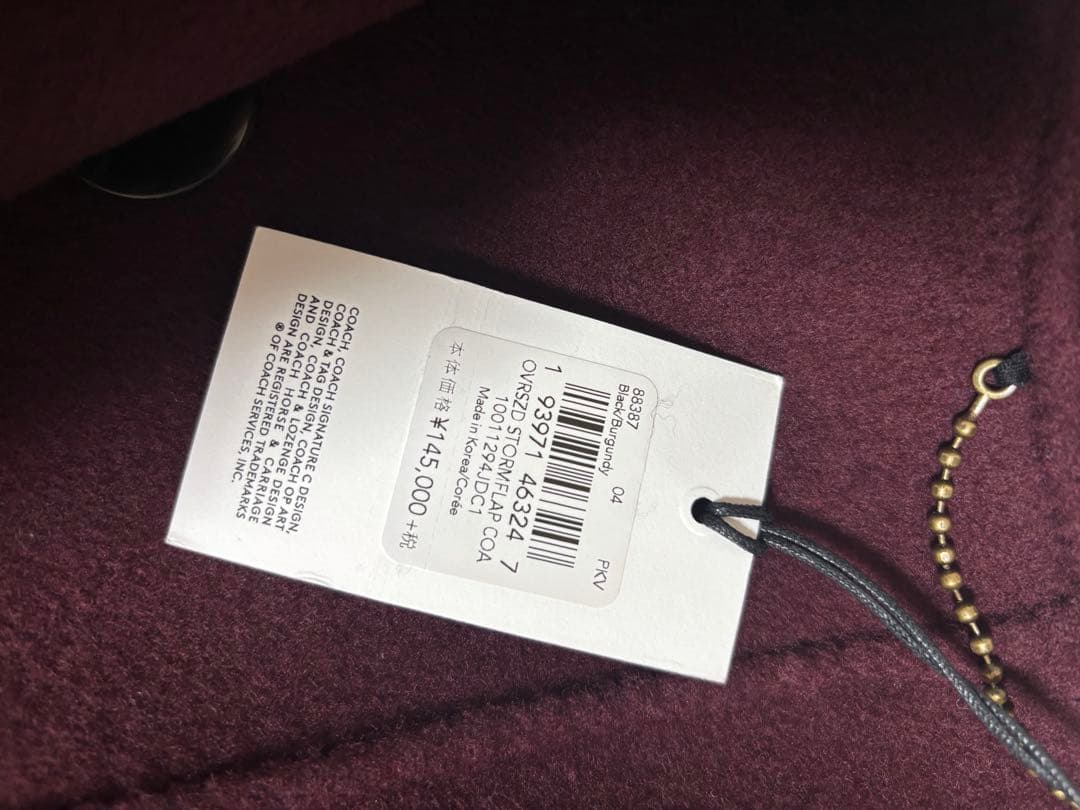 88387
Black/Burgundy 04 PKV
1 93971 46324 7
OVRSZD STORMFLAP COA
10011294JDC1
Made in Korea/Corée
本体価格 ¥145,000+税
COACH, COACH SIGNATURE C DESIGN,
COACH & TAG DESIGN, COACH OP ART
DESIGN, COACH & LOZENGE DESIGN
AND COACH HORSE & CARRIAGE
DESIGN ARE REGISTERED TRADEMARKS
® OF COACH SERVICES, INC.